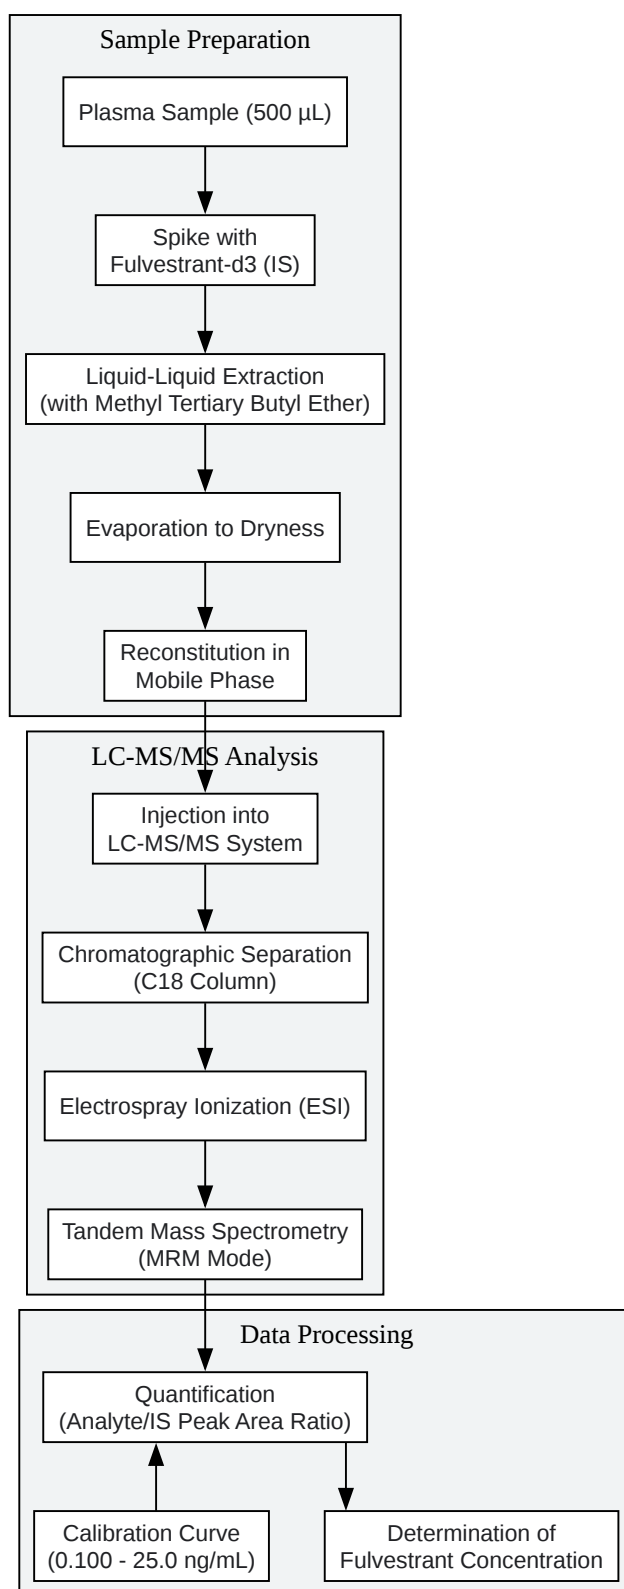 Sample Preparation
Plasma Sample (500 µL)
Spike with
Fulvestrant-d3 (IS)
Liquid-Liquid Extraction
(with Methyl Tertiary Butyl Ether)
Evaporation to Dryness
Reconstitution in
Mobile Phase
LC-MS/MS Analysis
Injection into
LC-MS/MS System
Chromatographic Separation
(C18 Column)
Electrospray Ionization (ESI)
Tandem Mass Spectrometry
(MRM Mode)
Data Processing
Quantification
(Analyte/IS Peak Area Ratio)
Calibration Curve
(0.100 - 25.0 ng/mL)
Determination of
Fulvestrant Concentration